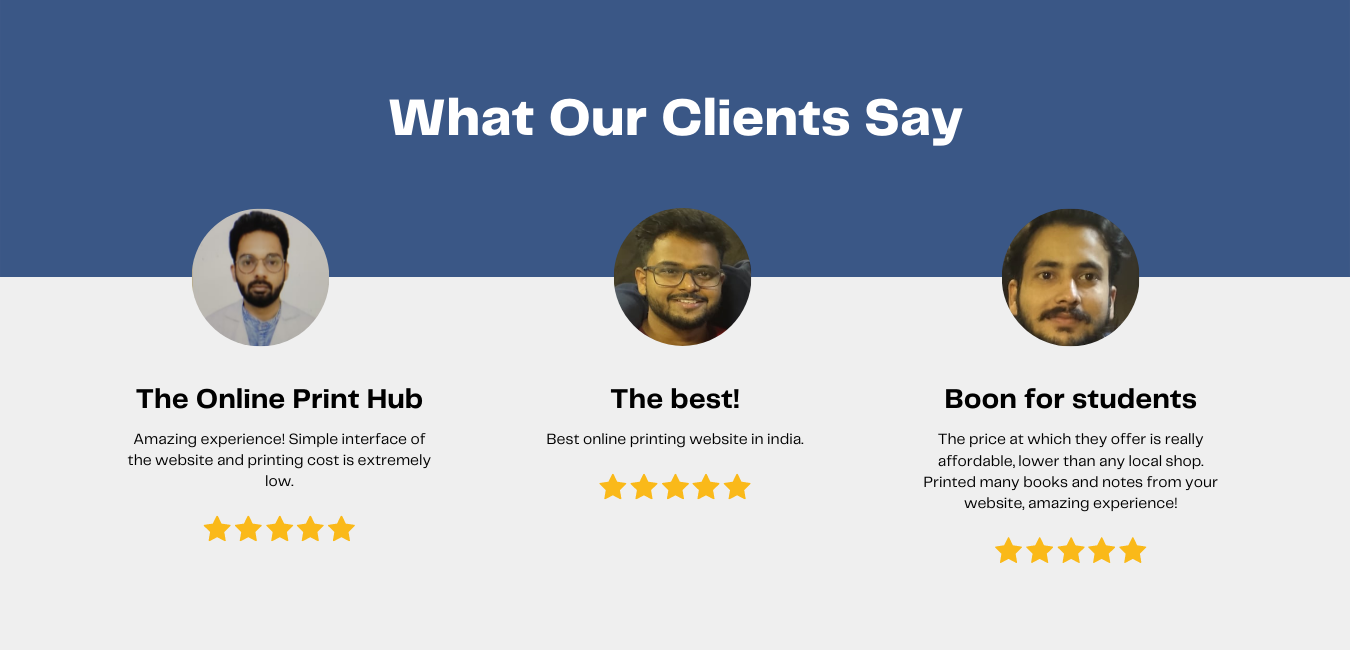 What Our Clients Say
The Online Print Hub
Amazing experience! Simple interface of
the website and printing cost is extremely
low.
The best!
Best online printing website in india.
Boon for students
The price at which they offer is really
affordable, lower than any local shop.
Printed many books and notes from your
website, amazing experience!